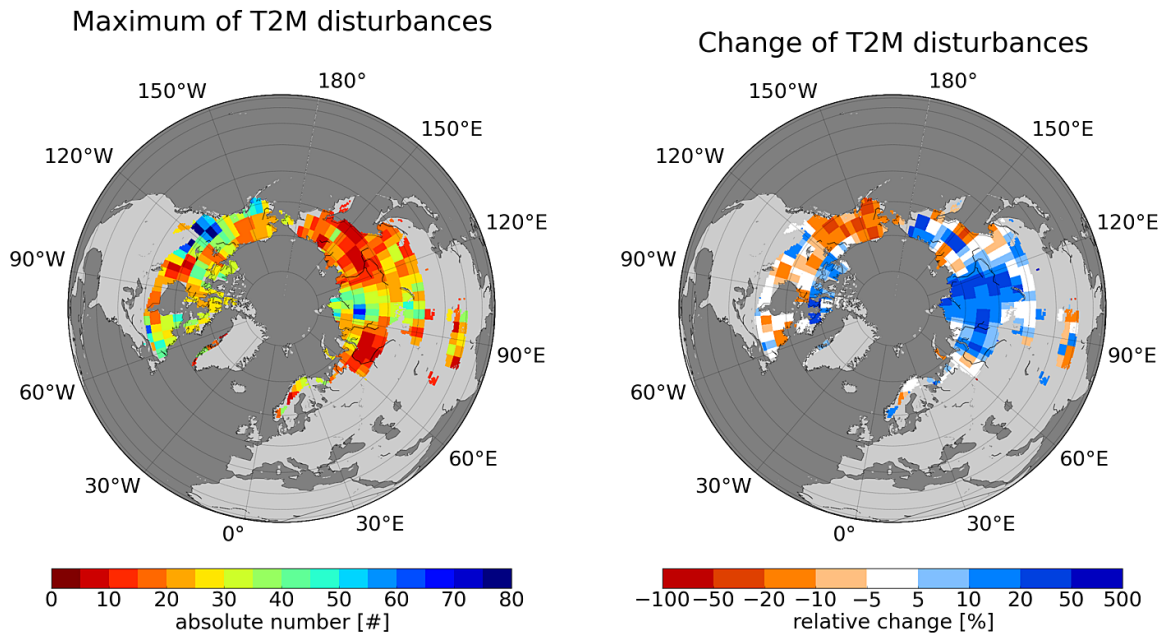 Maximum of T2M disturbances
Change of T2M disturbances
180°
150°W
150°E
120°W
120°E
90°W
90°E
60°W
60°E
30°W
30°E
0°
180°
150°W
150°E
120°W
120°E
90°W
90°E
60°W
60°E
30°W
30°E
0°
0 10 20 30 40 50 60 70 80
absolute number [#]
−100 −50 −20 −10 −5 5 10 20 50 500
relative change [%]